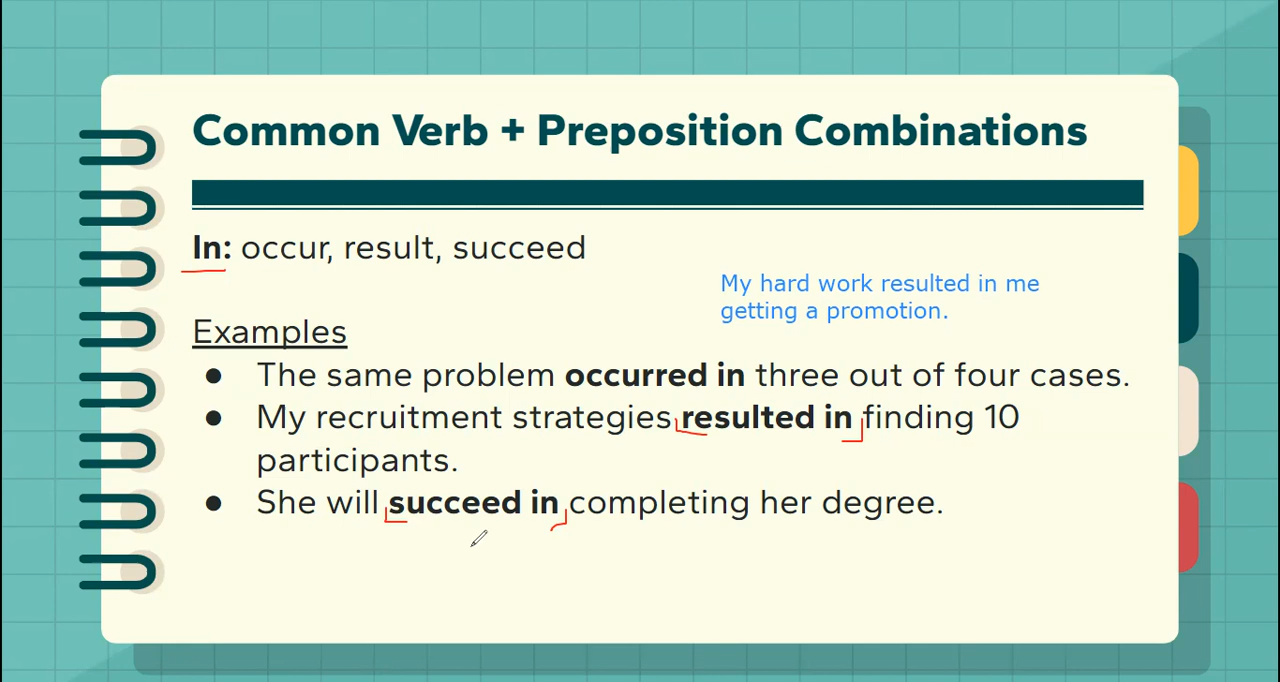 Common Verb + Preposition Combinations
In: occur, result, succeed
My hard work resulted in me
getting a promotion.
Examples
● The same problem occurred in three out of four cases.
● My recruitment strategies resulted in finding 10
participants.
● She will succeed in completing her degree.